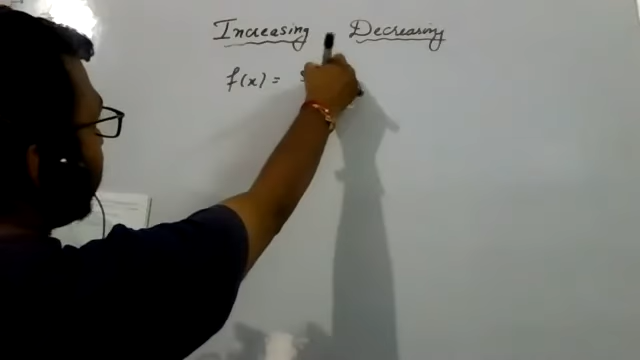 Increasing Decreasing
f(x) =